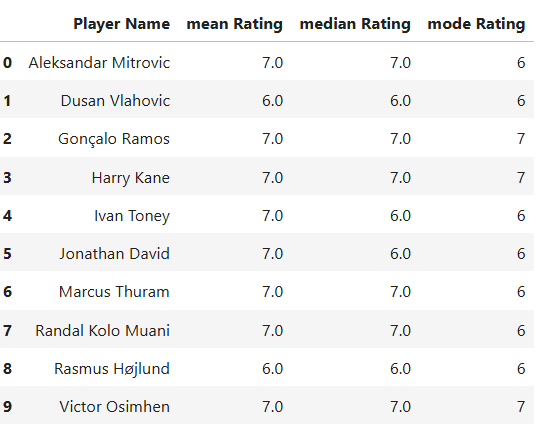 Player Name mean Rating median Rating mode Rating
0 Aleksandar Mitrovic 7.0 7.0 6
1 Dusan Vlahovic 6.0 6.0 6
2 Gonçalo Ramos 7.0 7.0 7
3 Harry Kane 7.0 7.0 7
4 Ivan Toney 7.0 6.0 6
5 Jonathan David 7.0 6.0 6
6 Marcus Thuram 7.0 7.0 6
7 Randal Kolo Muani 7.0 7.0 6
8 Rasmus Højlund 6.0 6.0 6
9 Victor Osimhen 7.0 7.0 7